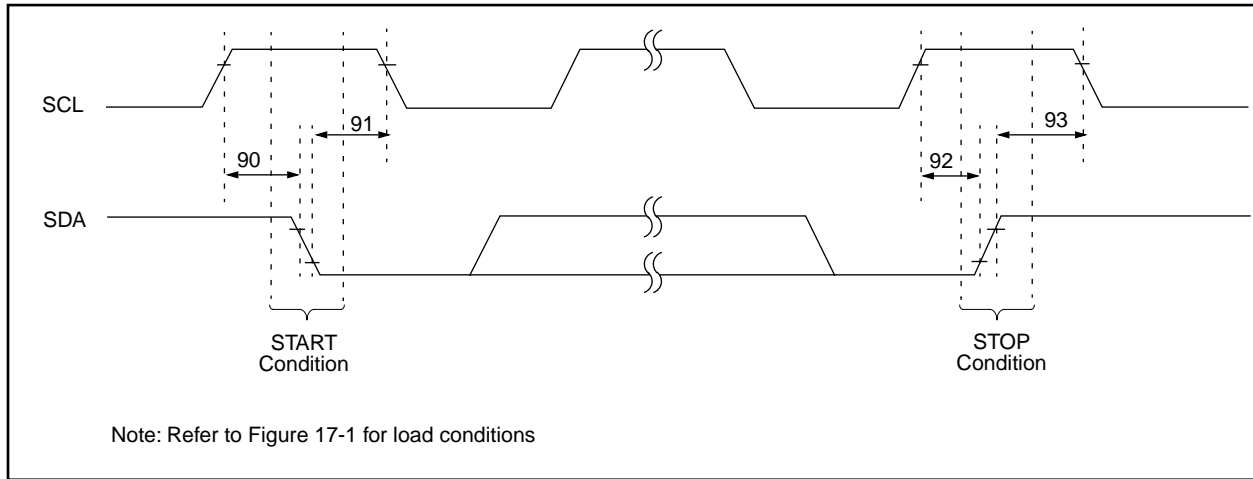 SCL
91
93
90
92
SDA
START
Condition
STOP
Condition
Note: Refer to Figure 17-1 for load conditions